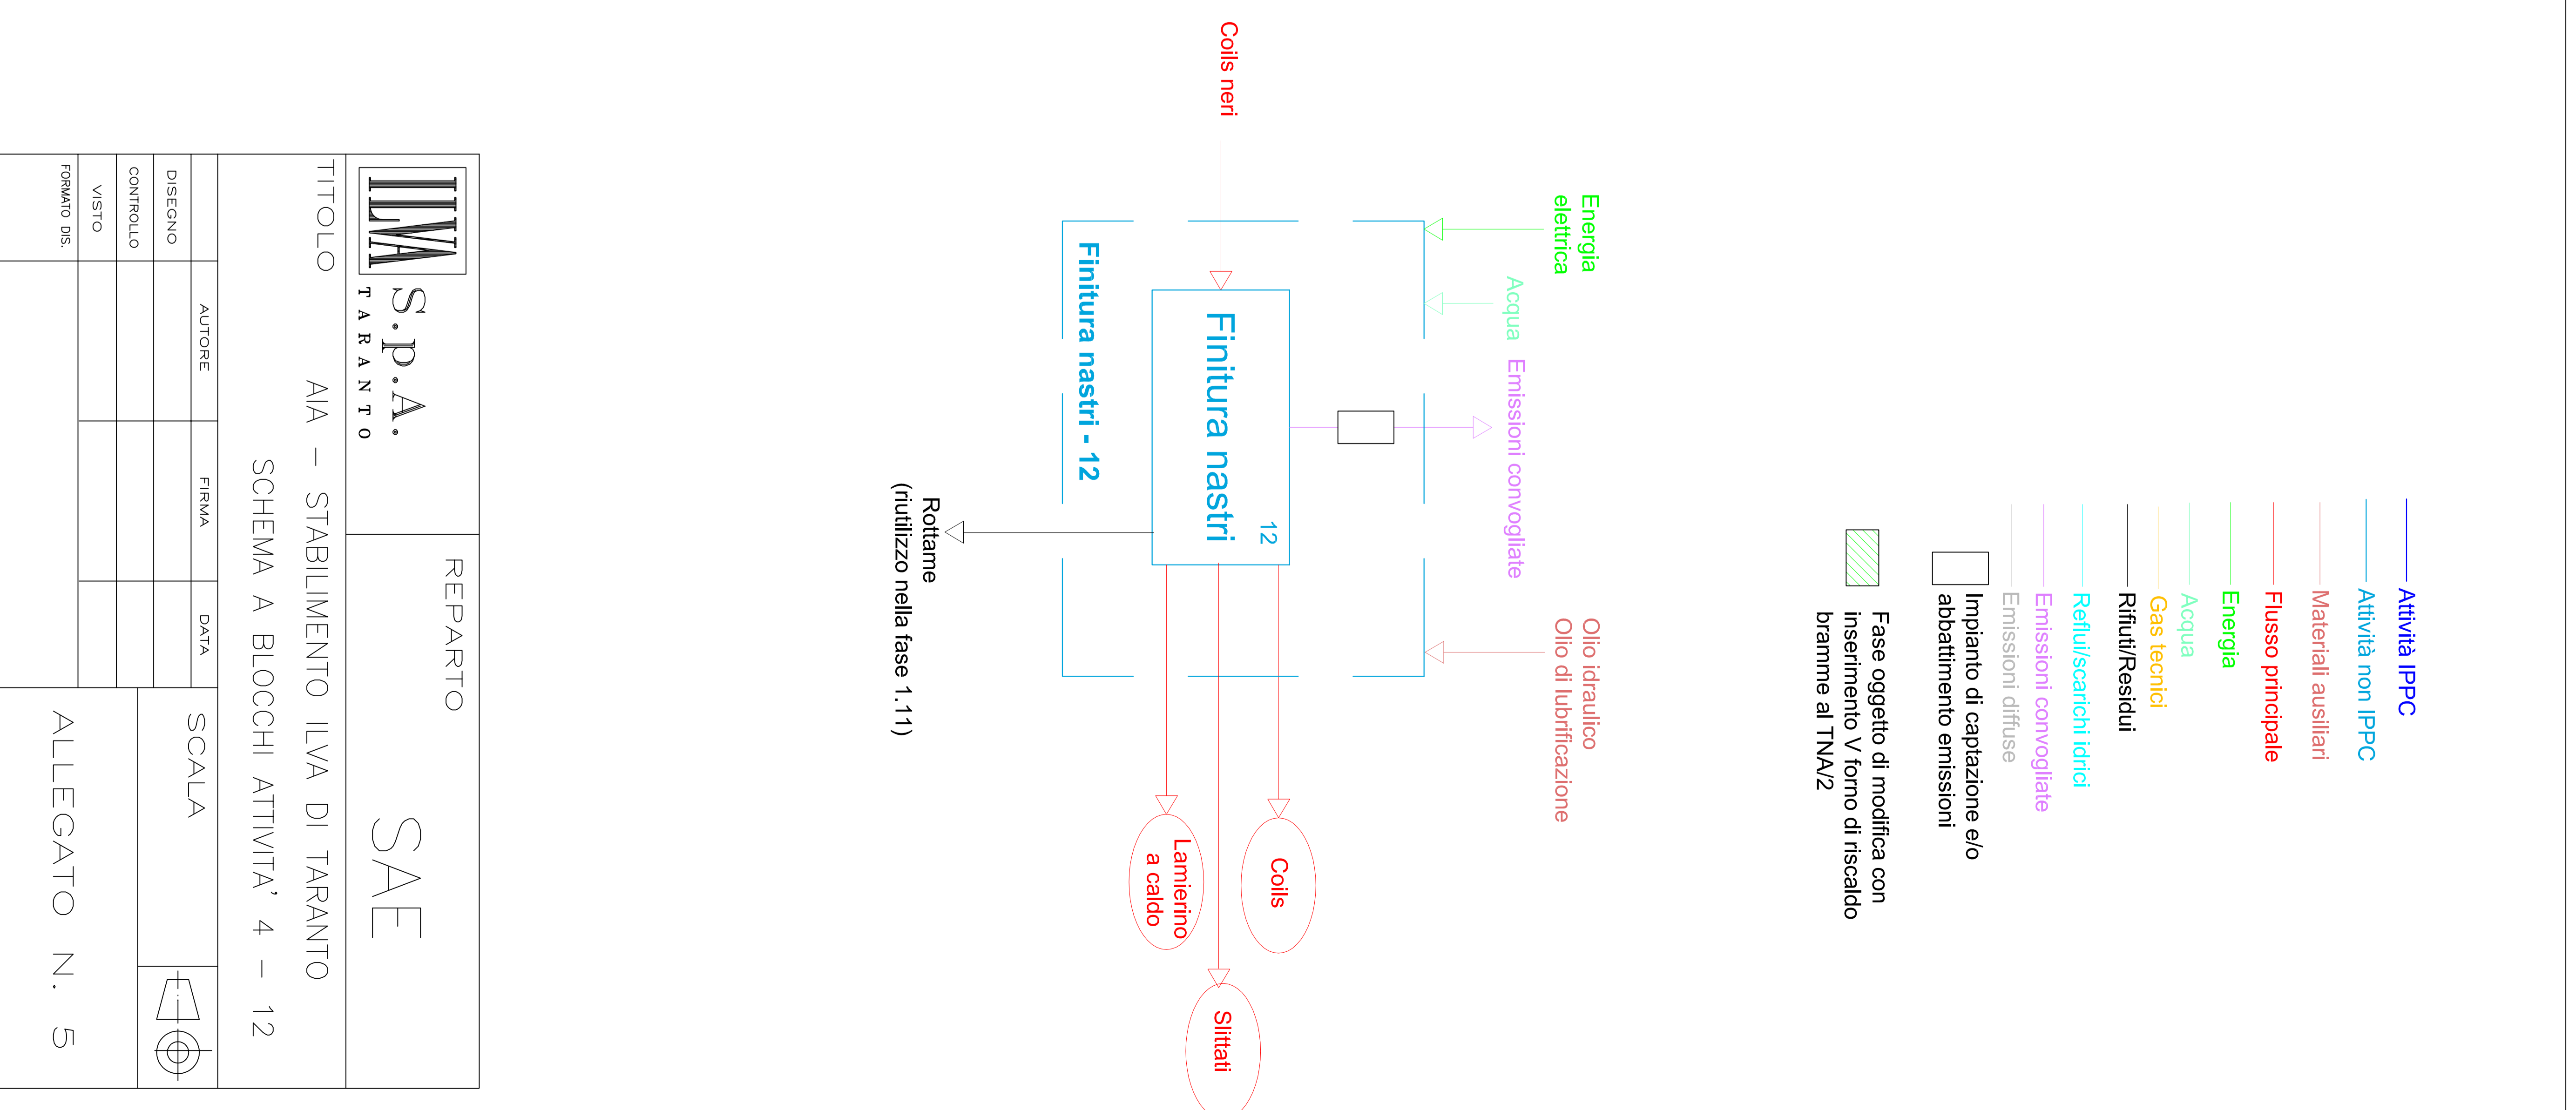 Attività IPPC
Attività non IPPC
Materiali ausiliari
Flusso principale
Energia
Acqua
Gas tecnici
Rifiuti/Residui
Reflui/scarichi idrici
Emissioni convogliate
Emissioni diffuse
Impianto di captazione e/o
abbattimento emissioni
Fase oggetto di modifica con
inserimento V forno di riscaldo
bramme al TNA/2
Energia
elettrica
Acqua
Emissioni convogliate
Olio idraulico
Olio di lubrificazione
Coils neri
12
Finitura nastri
Finitura nastri - 12
Coils
Slittati
Lamierino
a caldo
Rottame
(riutilizzo nella fase 1.11)
ILVA
S.p.A.
TARANTO
REPARTO
SAE
TITOLO
AIA - STABILIMENTO ILVA DI TARANTO
SCHEMA A BLOCCHI ATTIVITA' 4 - 12
AUTORE
FIRMA
DATA
SCALA
DISEGNO
CONTROLLO
VISTO
FORMATO DIS.
ALLEGATO N. 5